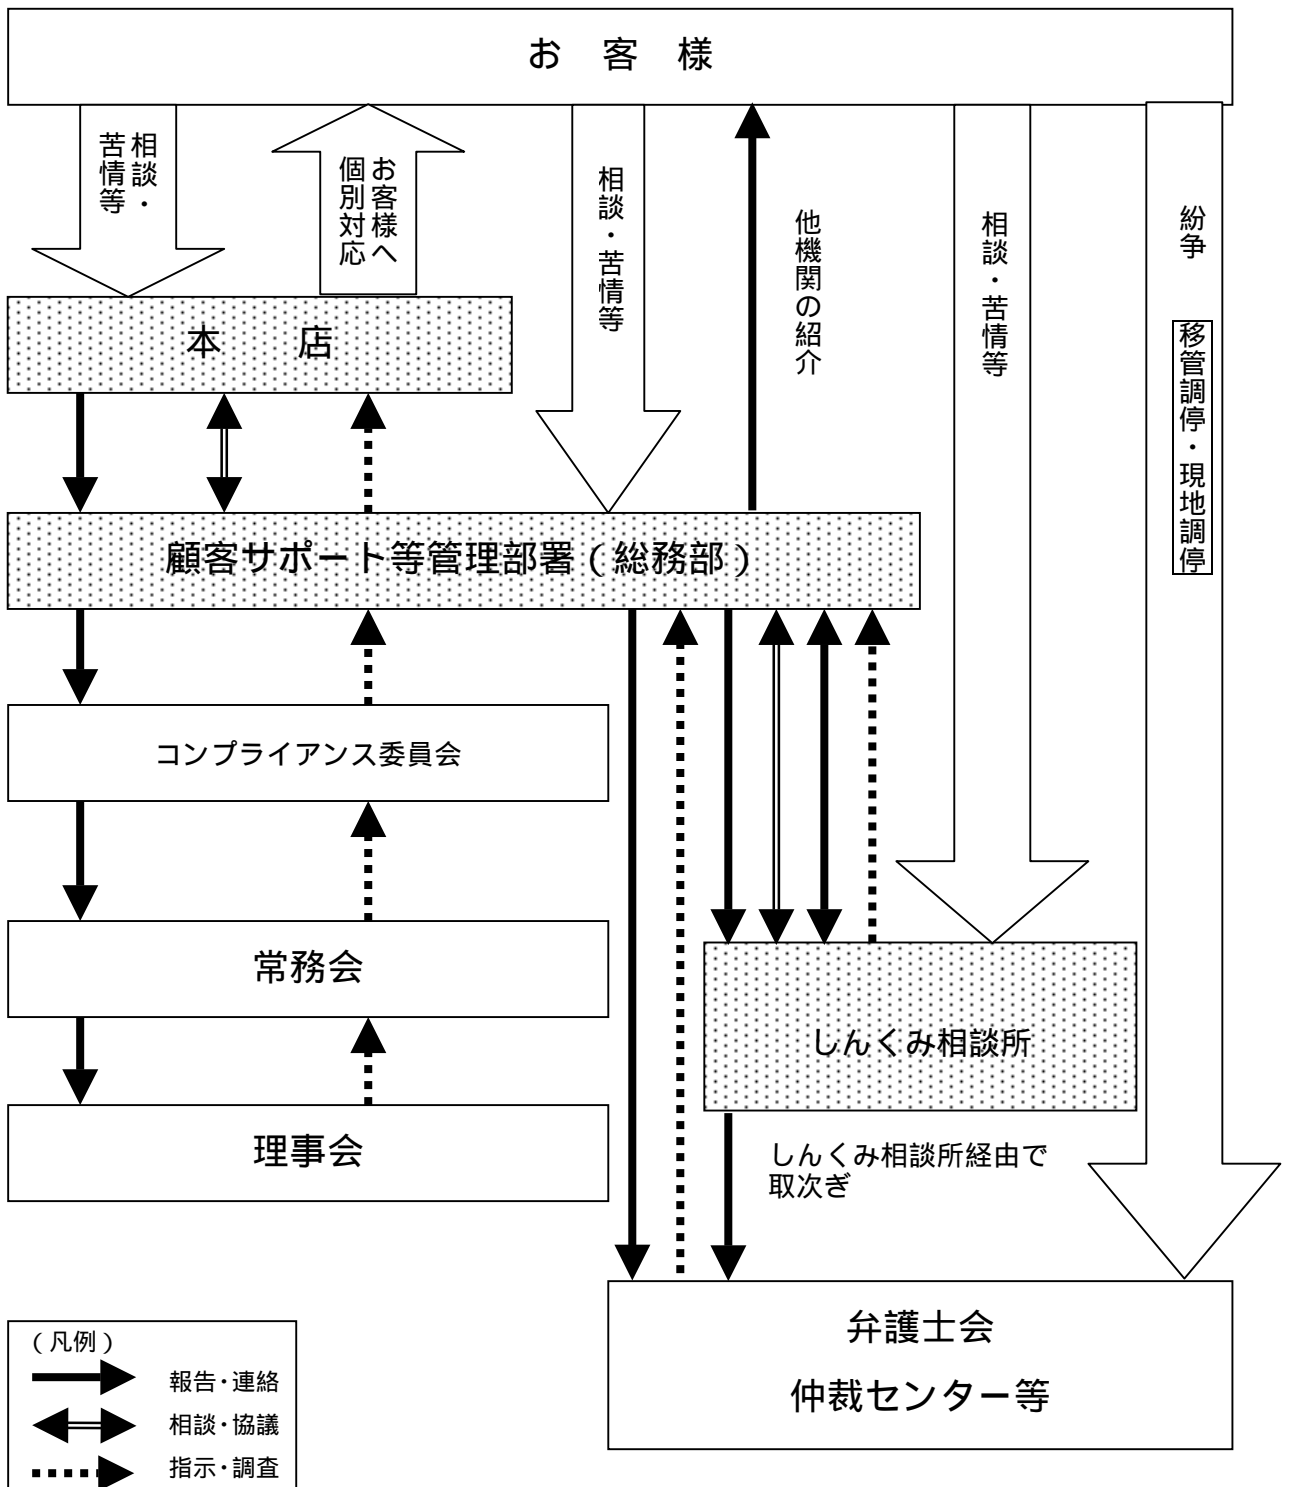 お 客 様
相談・
苦情等
お客様へ
個別対応
相談・苦情等
他機関の紹介
相談・苦情等
紛争
移管調停・現地調停
本 店
顧客サポート等管理部署(総務部)
コンプライアンス委員会
常務会
理事会
しんくみ相談所
しんくみ相談所経由で
取次ぎ
弁護士会
仲裁センター等
(凡例)
報告・連絡
相談・協議
指示・調査